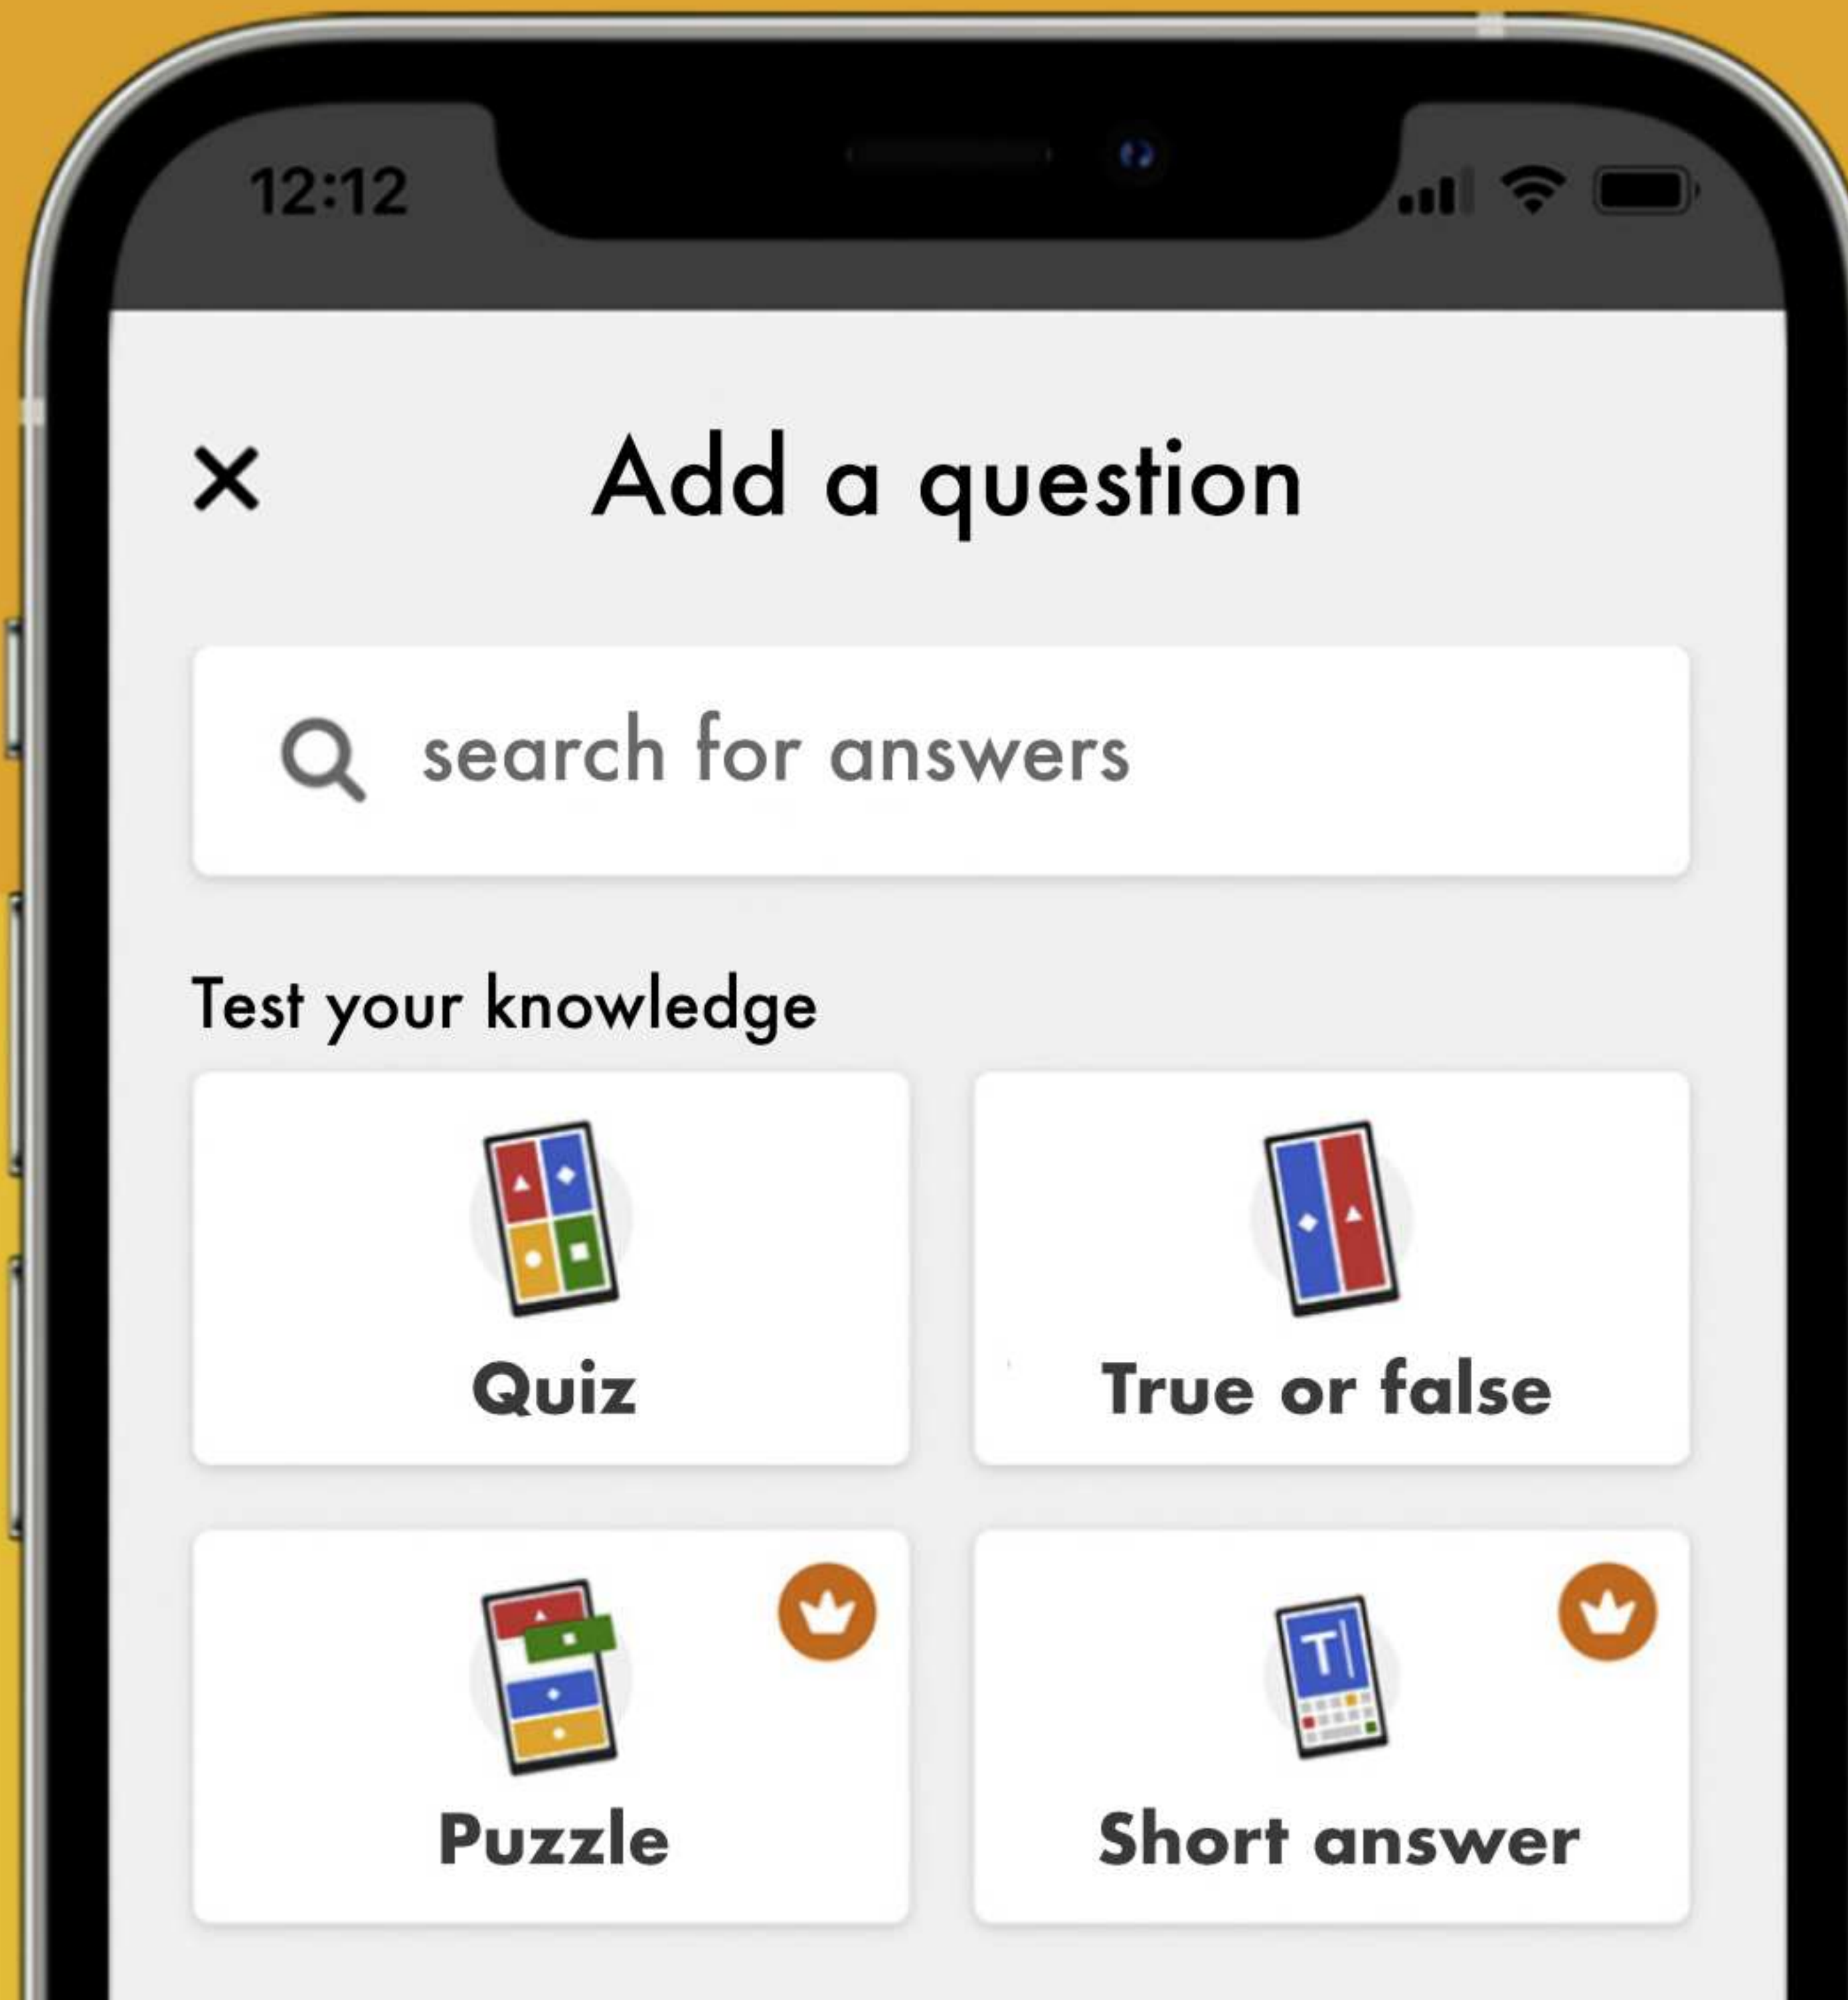 12:12
Add a question
search for answers
Test your knowledge
Quiz
True or false
T
Puzzle
Short answer